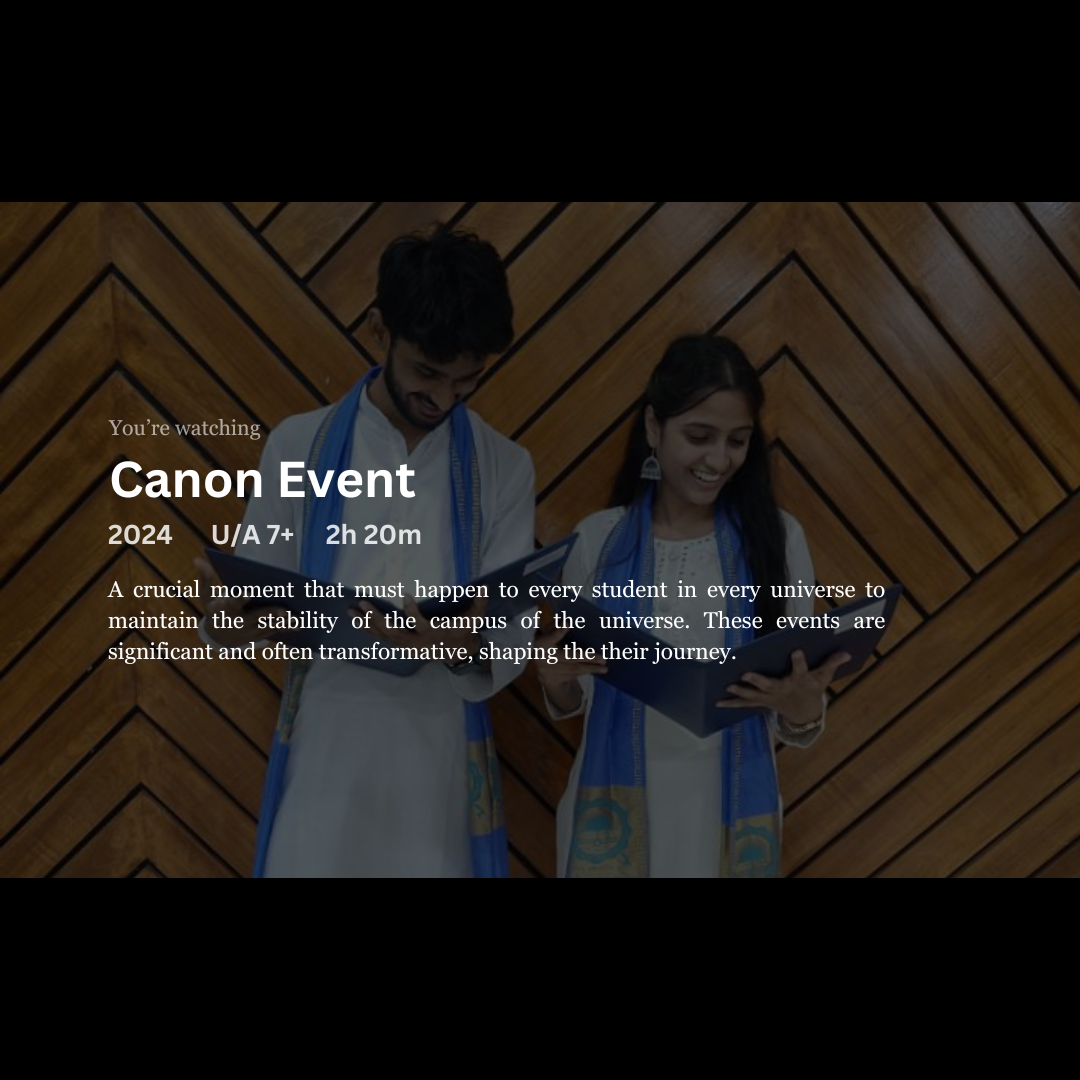 You’re watching
Canon Event
2024 U/A 7+ 2h 20m
A crucial moment that must happen to every student in every universe to
maintain the stability of the campus of the universe. These events are
significant and often transformative, shaping the their journey.